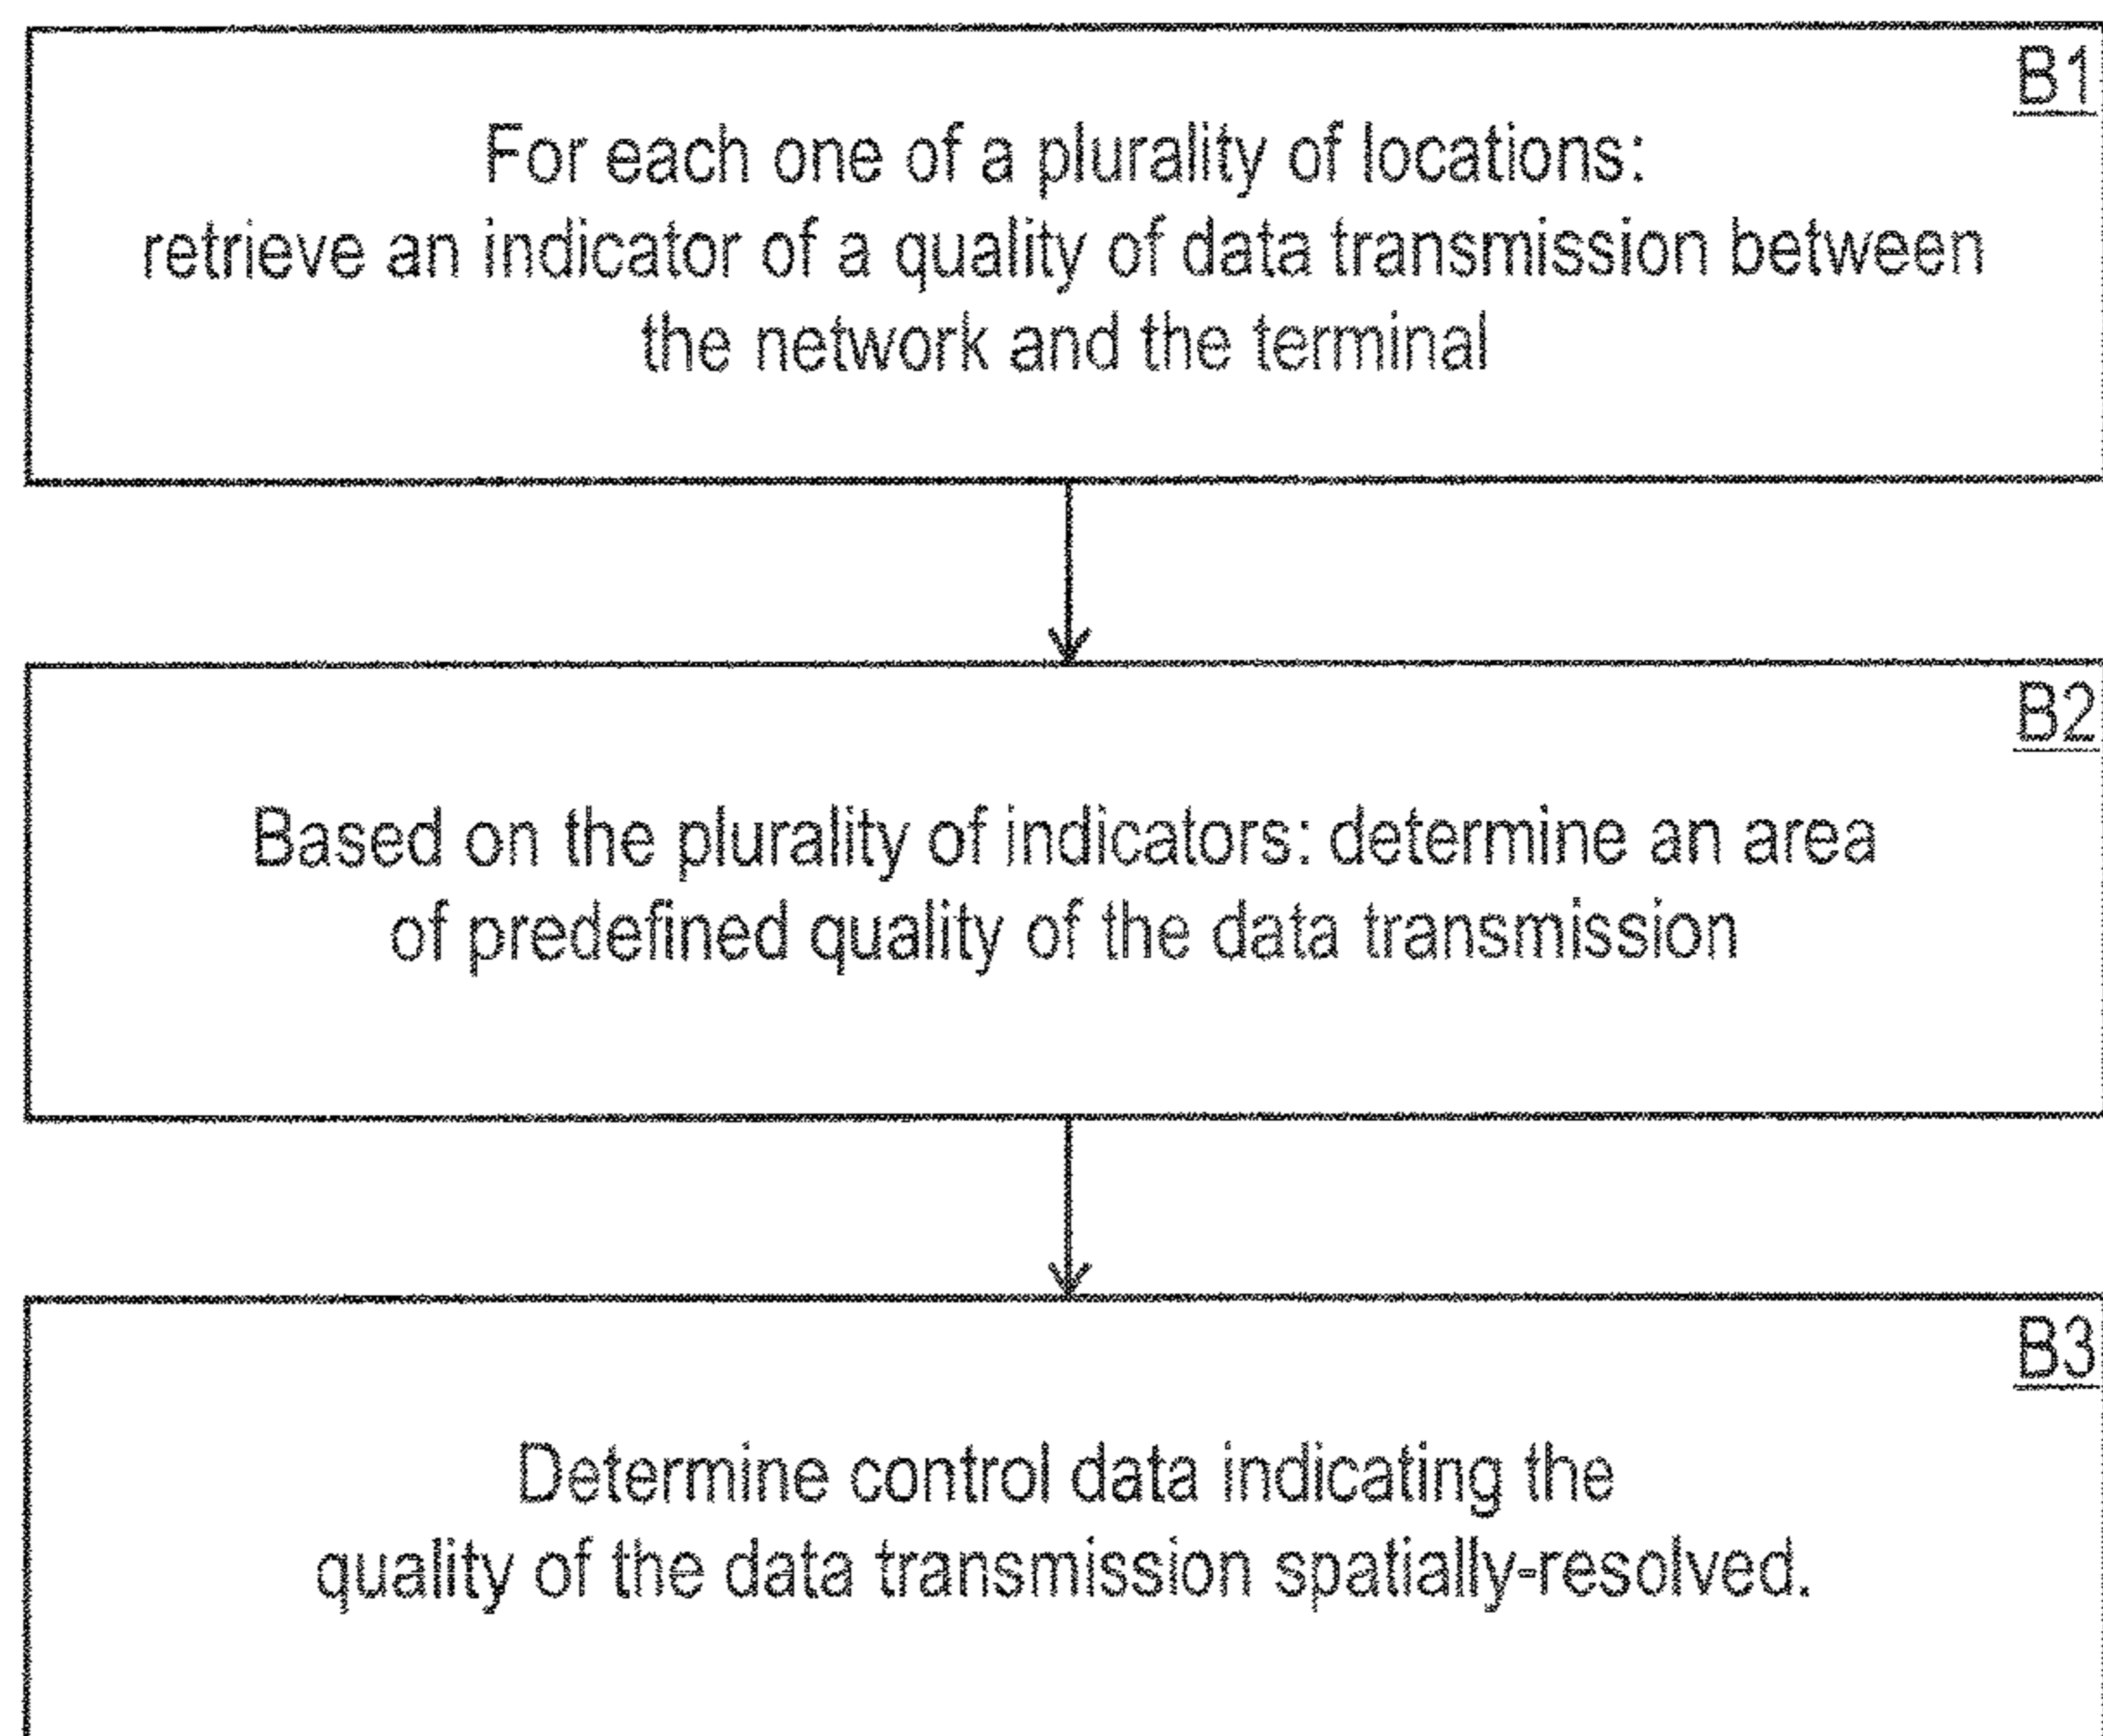 B1
For each one of a plurality of locations:
retrieve an indicator of a quality of data transmission between
the network and the terminal
B2
Based on the plurality of indicators: determine an area
of predefined quality of the data transmission
B3
Determine control data indicating the
quality of the data transmission spatially-resolved.